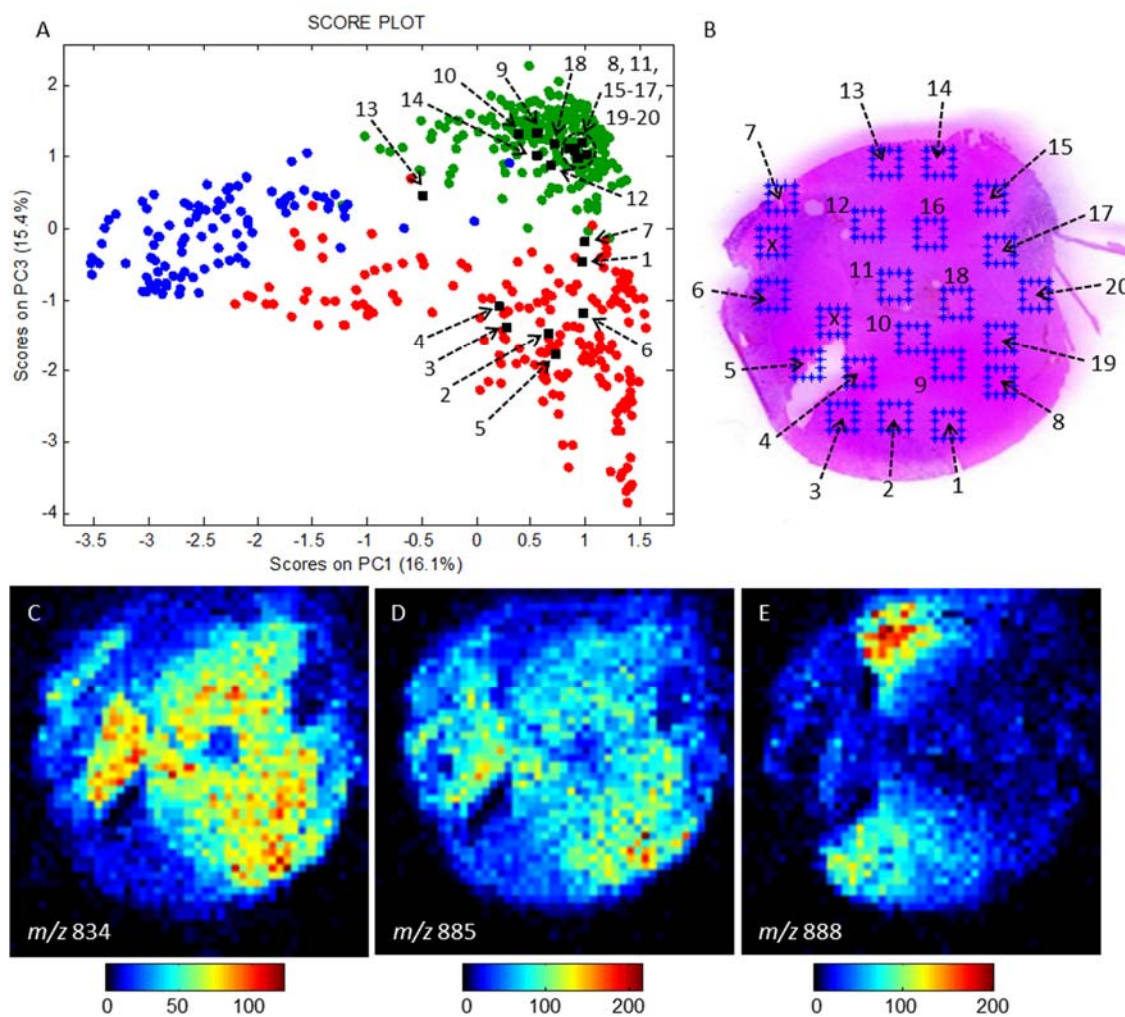 A
SCORE PLOT
B
2
1
0
-1
-2
-3
-4
Scores on PC3 (15.4%)
-3.5 -3 -2.5 -2 -1.5 -1 -0.5 0 0.5 1 1.5
Scores on PC1 (16.1%)
9
18
8, 11,
15-17,
19-20
10
14
13
12
7
1
4
3
2
5
6
13
14
7
15
12
16
17
X
11
18
6
20
X
10
5
19
9
8
4
3
2
1
C
D
E
m/z 834
m/z 885
m/z 888
0 50 100
0 100 200
0 100 200